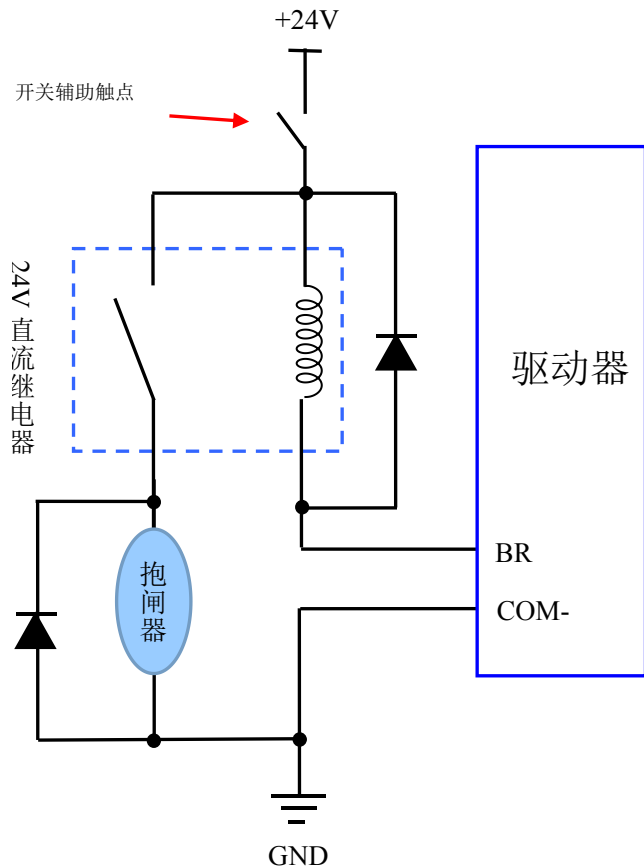 +24V
开关辅助触点
24V 直流继电器
驱动器
BR
抱闸器
COM-
GND